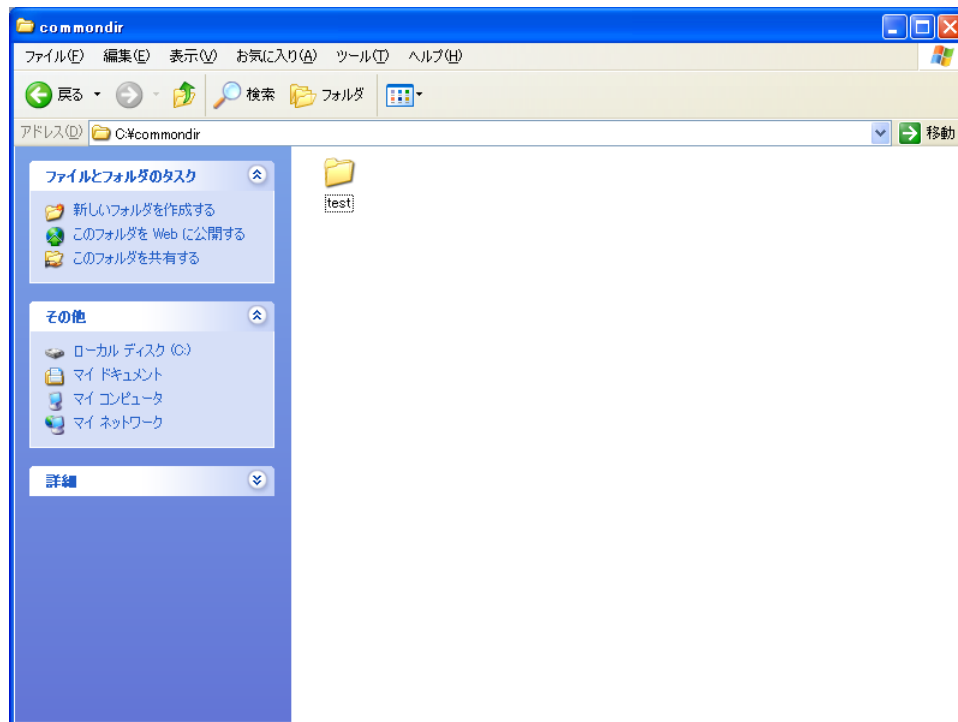 commondir
ファイル(F) 編集(E) 表示(V) お気に入り(A) ツール(T) ヘルプ(H)
戻る 検索 フォルダ
アドレス(D) C:¥commondir 移動
ファイルとフォルダのタスク
新しいフォルダを作成する
このフォルダを Web に公開する
このフォルダを共有する
その他
ローカル ディスク (C:)
マイ ドキュメント
マイ コンピュータ
マイ ネットワーク
詳細
test